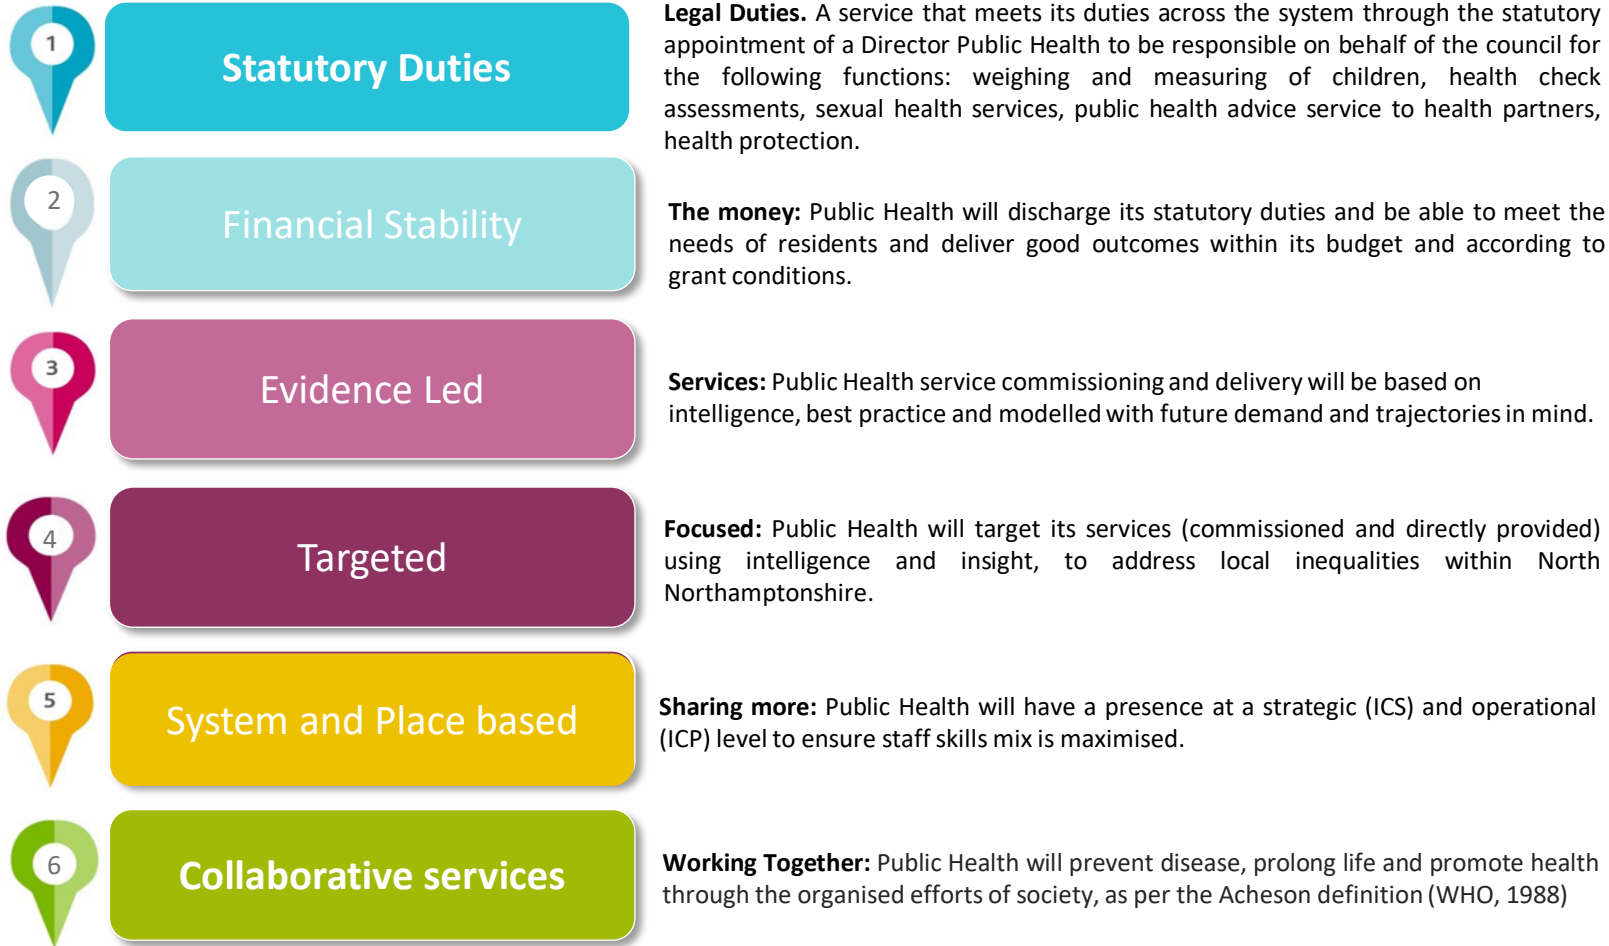 1
Statutory Duties
Legal Duties. A service that meets its duties across the system through the statutory
appointment of a Director Public Health to be responsible on behalf of the council for
the following functions: weighing and measuring of children, health check
assessments, sexual health services, public health advice service to health partners,
health protection.
2
Financial Stability
The money: Public Health will discharge its statutory duties and be able to meet the
needs of residents and deliver good outcomes within its budget and according to
grant conditions.
3
Evidence Led
Services: Public Health service commissioning and delivery will be based on
intelligence, best practice and modelled with future demand and trajectories in mind.
4
Targeted
Focused: Public Health will target its services (commissioned and directly provided)
using intelligence and insight, to address local inequalities within North
Northamptonshire.
5
System and Place based
Sharing more: Public Health will have a presence at a strategic (ICS) and operational
(ICP) level to ensure staff skills mix is maximised.
6
Collaborative services
Working Together: Public Health will prevent disease, prolong life and promote health
through the organised efforts of society, as per the Acheson definition (WHO, 1988)